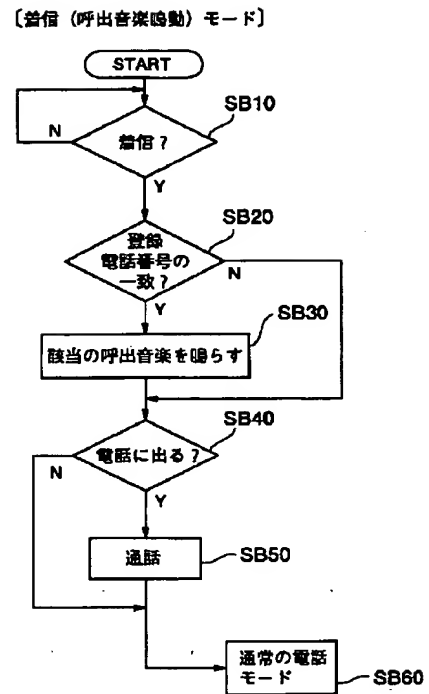 ［着信（呼出音楽鳴動）モード］
START
SB10
N
着信？
Y
SB20
登録
電話番号の
一致？
N
Y
SB30
該当の呼出音楽を鳴らす
SB40
電話に出る？
N
Y
通話
SB50
通常の電話
モード
SB60